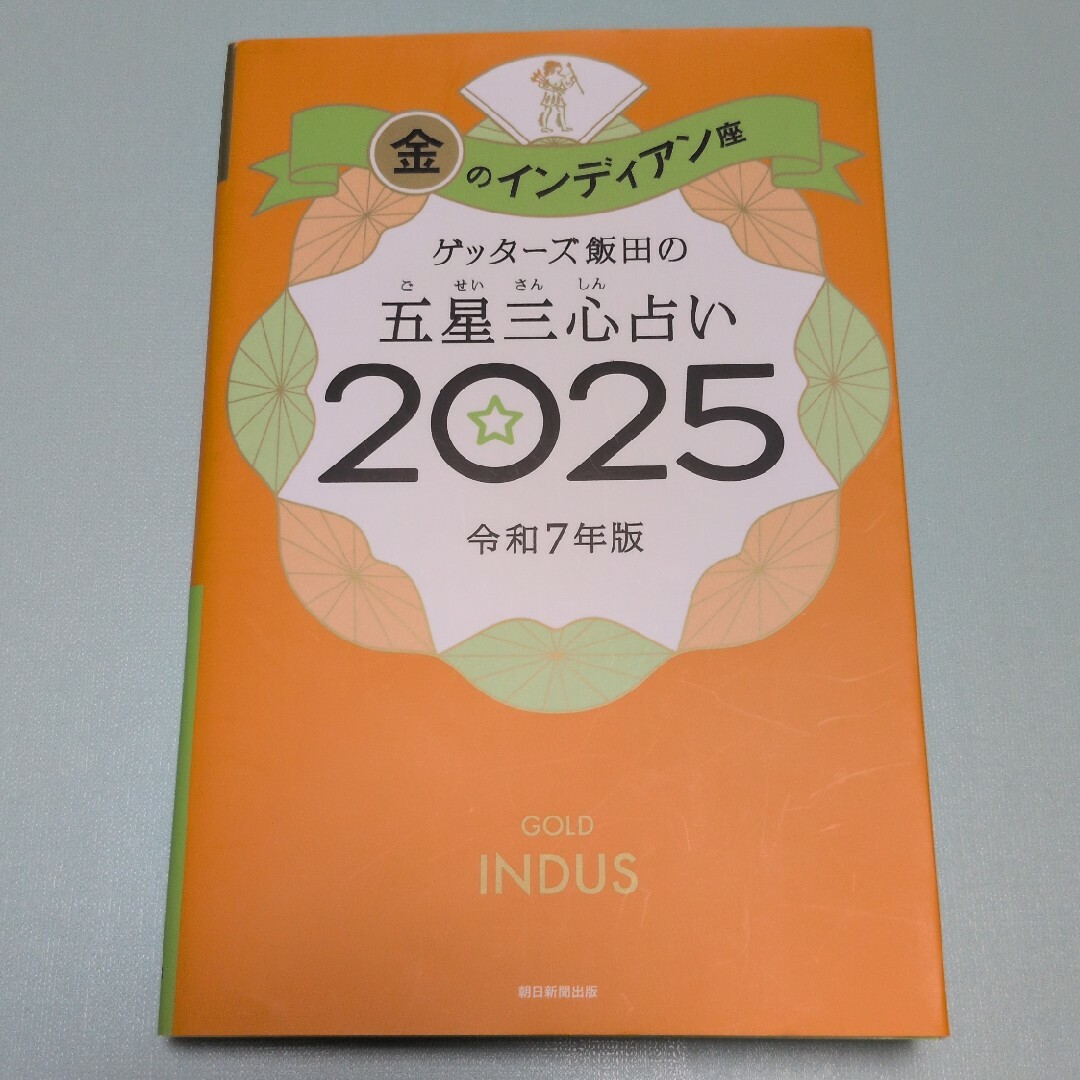 金のインディアン座
ゲッターズ飯田の
ご せい さん しん
五星三心占い
2025
令和7年版
GOLD
INDUS
朝日新聞出版